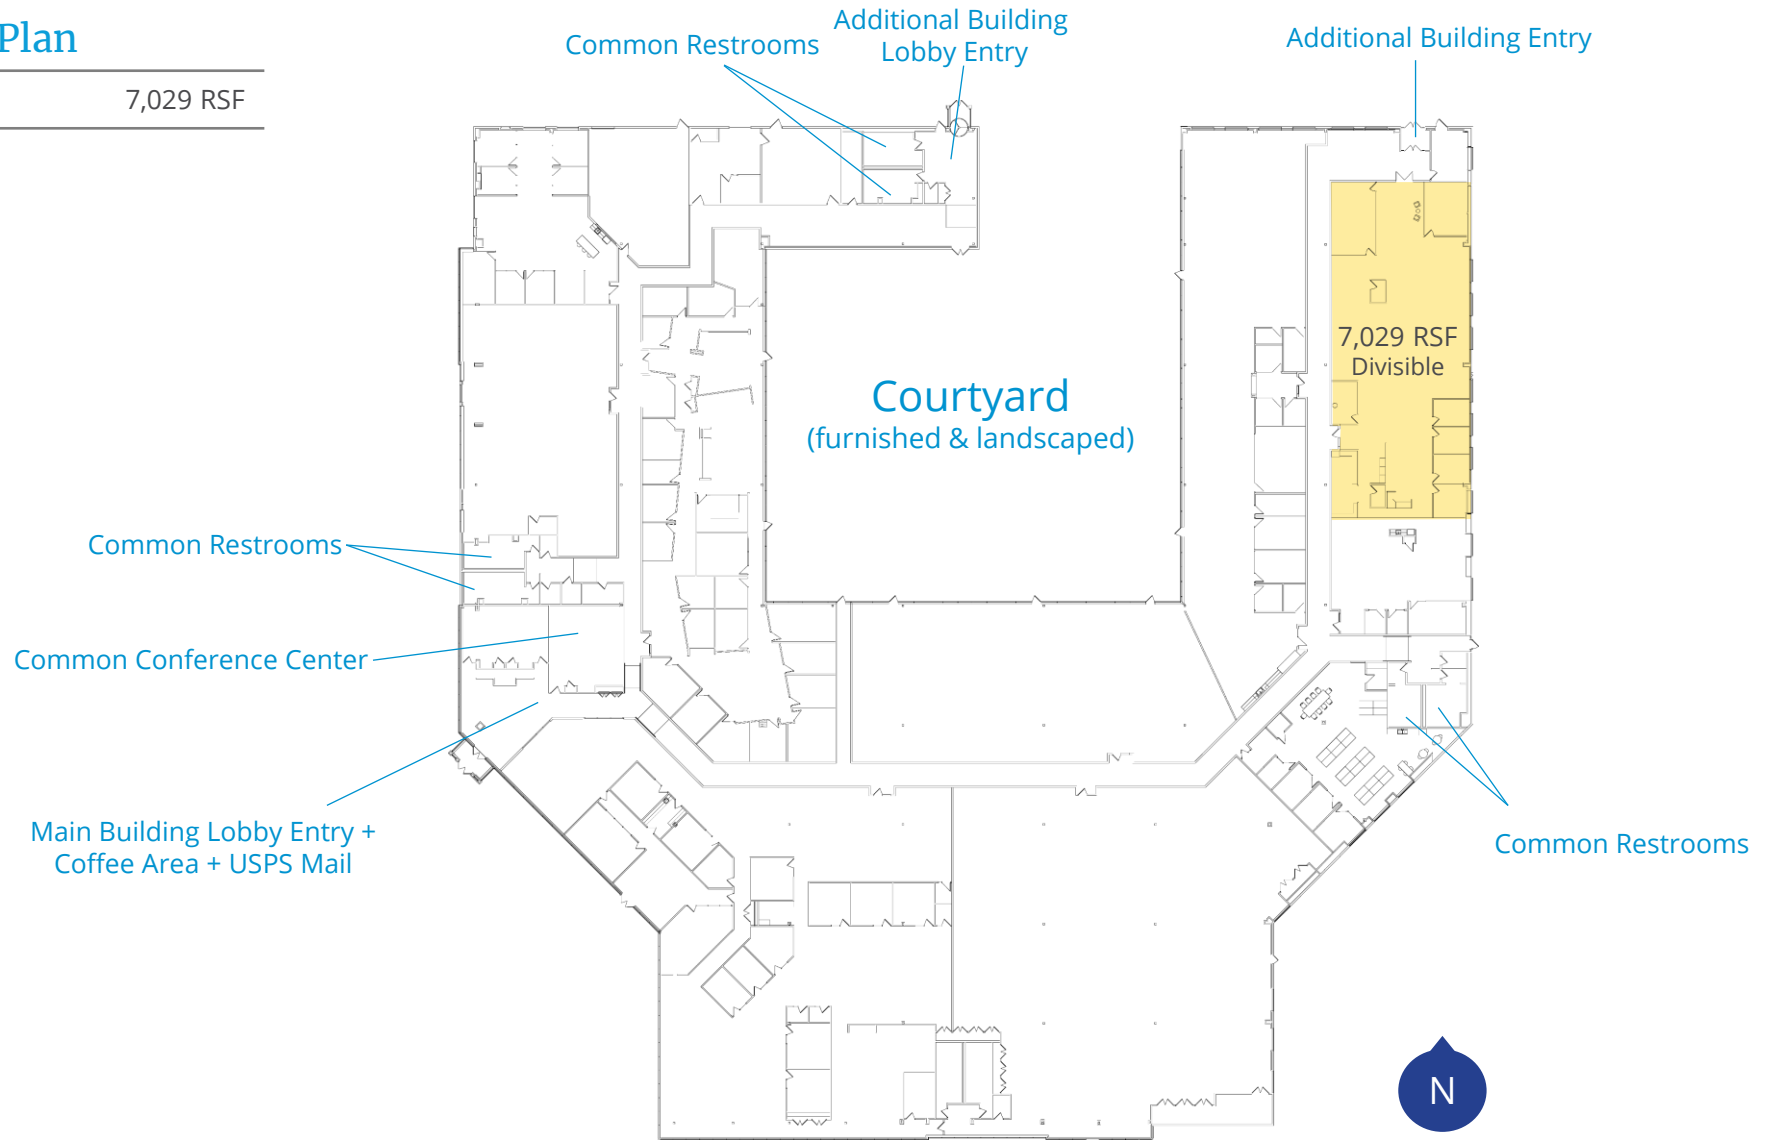 Plan
7,029 RSF
Common Restrooms
Additional Building
Lobby Entry
Additional Building Entry
7,029 RSF
Divisible
Courtyard
(furnished & landscaped)
Common Restrooms
Common Conference Center
Main Building Lobby Entry +
Coffee Area + USPS Mail
Common Restrooms
N